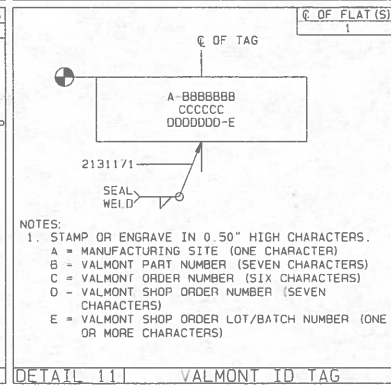 ℄ OF FLAT(S)
1
℄ OF TAG
A-BBBBBBB
CCCCCC
DDDDDDD-E
2131171
SEAL
WELD
NOTES:
1. STAMP OR ENGRAVE IN 0.50" HIGH CHARACTERS.
A = MANUFACTURING SITE (ONE CHARACTER)
B = VALMONT PART NUMBER (SEVEN CHARACTERS)
C = VALMONT ORDER NUMBER (SIX CHARACTERS)
D = VALMONT SHOP ORDER NUMBER (SEVEN
CHARACTERS)
E = VALMONT SHOP ORDER LOT/BATCH NUMBER (ONE
OR MORE CHARACTERS)
DETAIL 11 VALMONT ID TAG